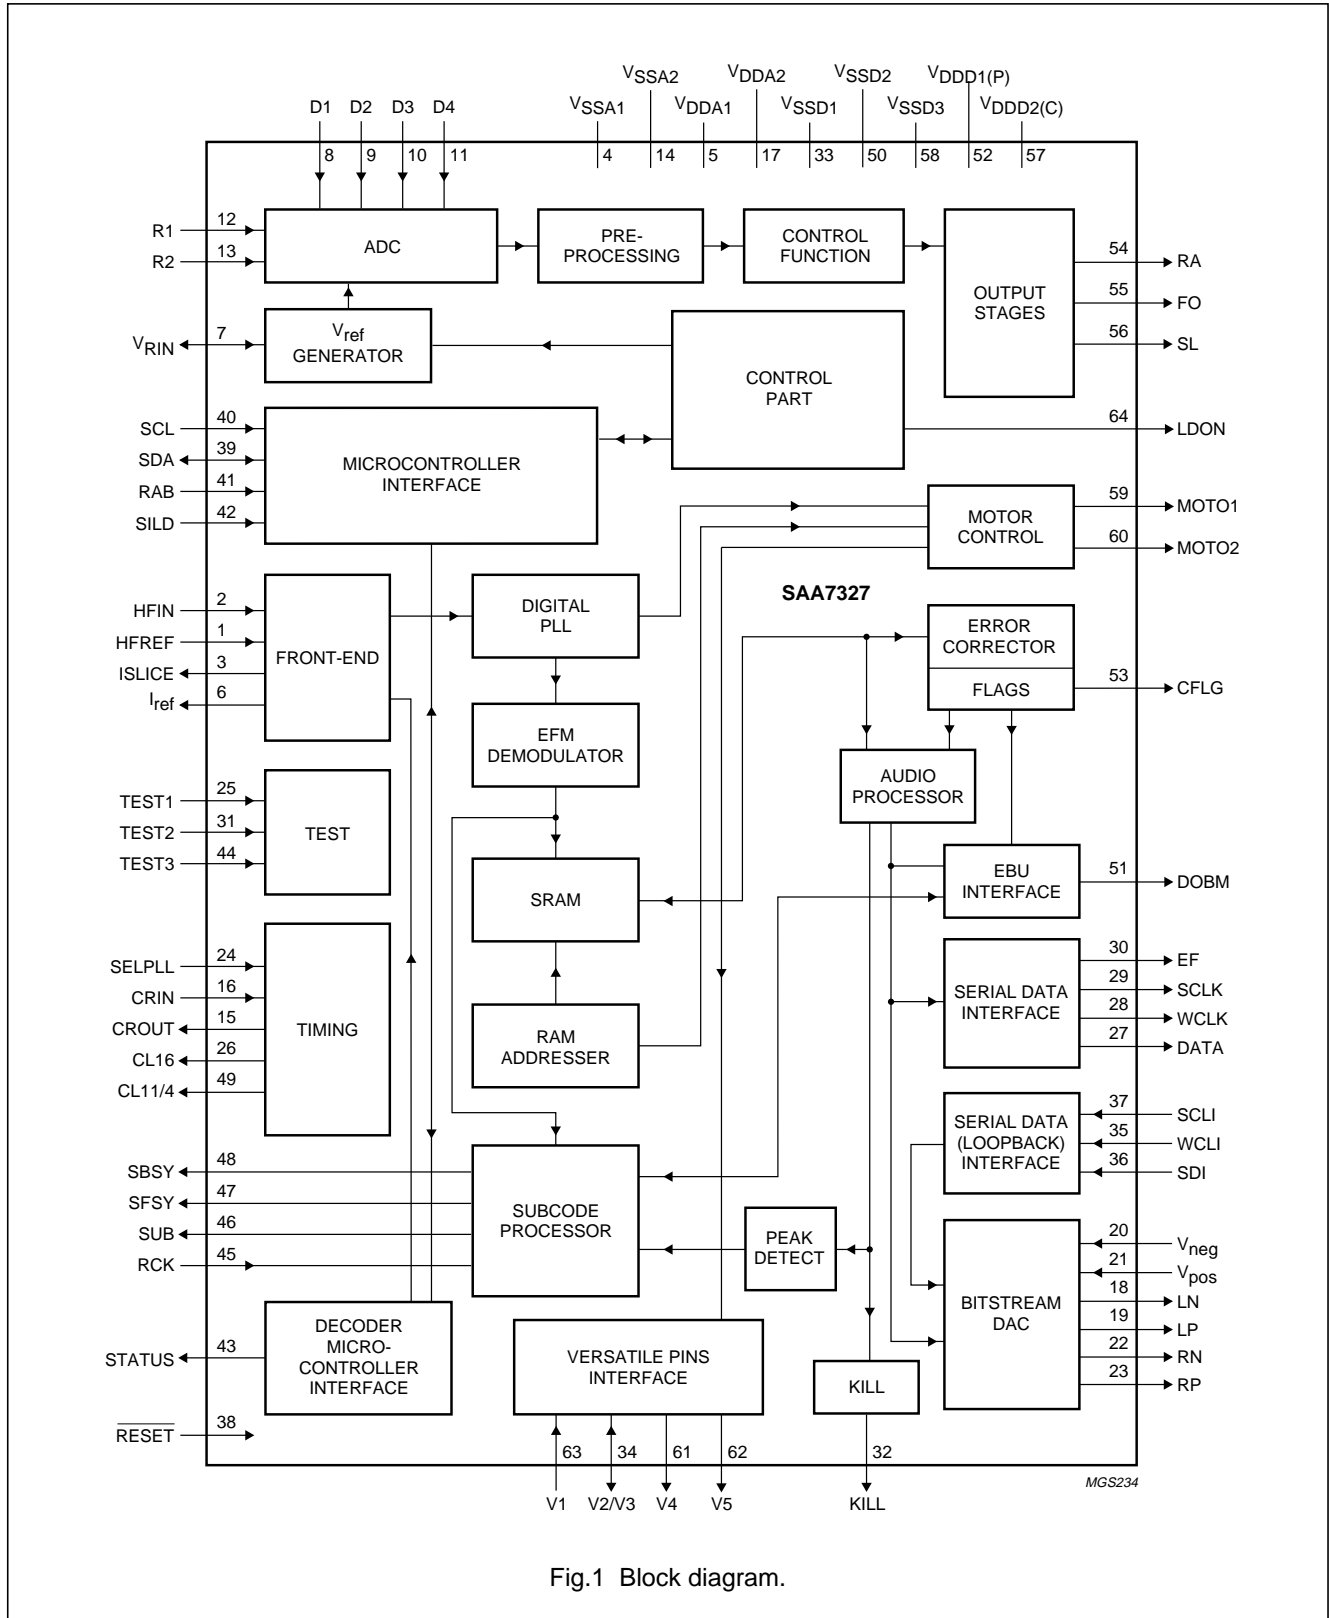 VSSA2 VDDA2 VSSD2 VDDD1(P)
D1 D2 D3 D4 VSSA1 VDDA1 VSSD1 VSSD3 VDDD2(C)
8 9 10 11 4 14 5 17 33 50 58 52 57
R1 12
R2 13
ADC
PRE-
PROCESSING
CONTROL
FUNCTION
OUTPUT
STAGES
54 RA
55 FO
56 SL
VRIN 7
Vref
GENERATOR
CONTROL
PART
64 LDON
SCL 40
SDA 39
RAB 41
SILD 42
MICROCONTROLLER
INTERFACE
MOTOR
CONTROL
59 MOTO1
60 MOTO2
SAA7327
HFIN 2
HFREF 1
ISLICE 3
Iref 6
FRONT-END
DIGITAL
PLL
ERROR
CORRECTOR
FLAGS
53 CFLG
EFM
DEMODULATOR
AUDIO
PROCESSOR
TEST1 25
TEST2 31
TEST3 44
TEST
SRAM
EBU
INTERFACE
51 DOBM
SELPLL 24
CRIN 16
CROUT 15
CL16 26
CL11/4 49
TIMING
RAM
ADDRESSER
SERIAL DATA
INTERFACE
30 EF
29 SCLK
28 WCLK
27 DATA
SERIAL DATA
(LOOPBACK)
INTERFACE
37 SCLI
35 WCLI
36 SDI
SBSY 48
SFSY 47
SUB 46
RCK 45
SUBCODE
PROCESSOR
PEAK
DETECT
BITSTREAM
DAC
20 Vneg
21 Vpos
18 LN
19 LP
22 RN
23 RP
STATUS 43
DECODER
MICRO-
CONTROLLER
INTERFACE
VERSATILE PINS
INTERFACE
KILL
RESET 38
63 34 61 62 32
V1 V2/V3 V4 V5 KILL
MGS234
Fig.1 Block diagram.